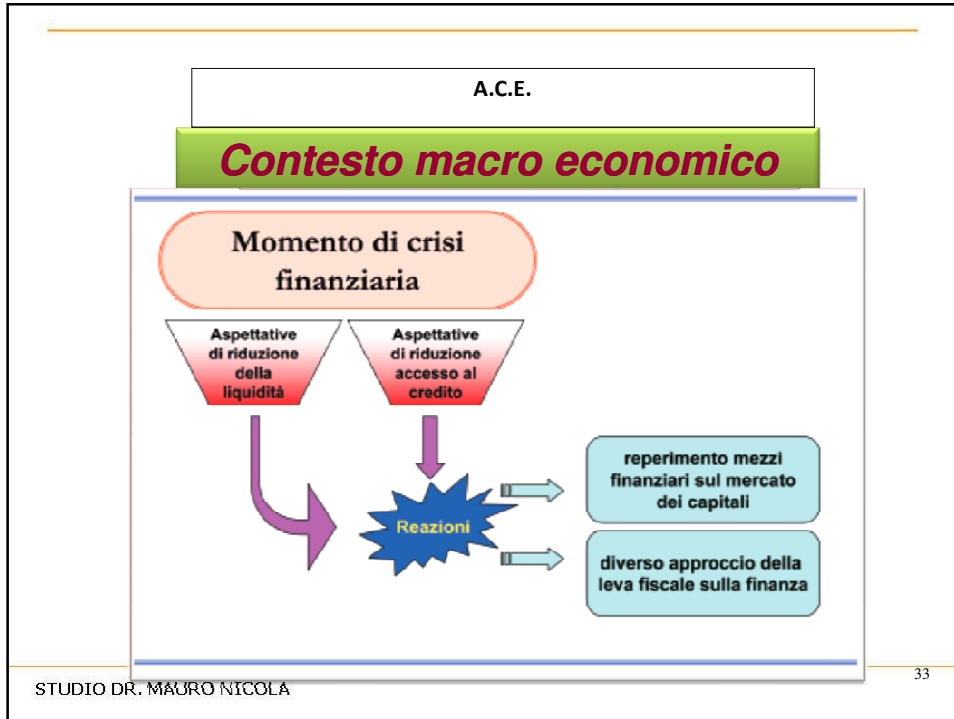 A.C.E.
Contesto macro economico
Momento di crisi
finanziaria
Aspettative
di riduzione
della
liquidità
Aspettative
di riduzione
accesso al
credito
Reazioni
reperimento mezzi
finanziari sul mercato
dei capitali
diverso approccio della
leva fiscale sulla finanza
STUDIO DR. MAURO NICOLA
33